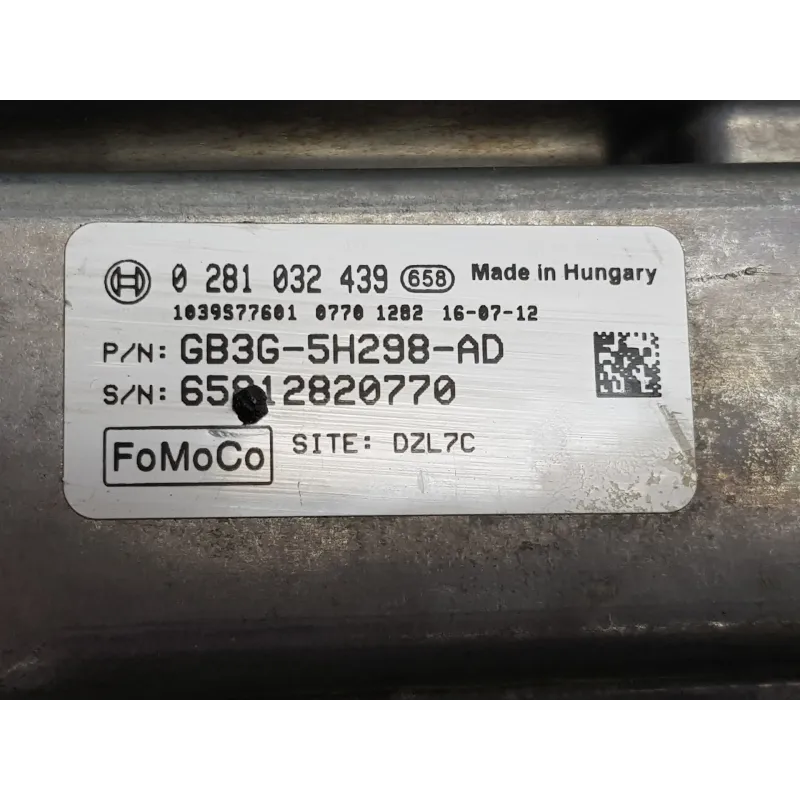 0 281 032 439 658 Made in Hungary
1039S77601 0770 1282 16-07-12
P/N: GB3G-5H298-AD
S/N: 65812820770
FoMoCo SITE: DZL7C